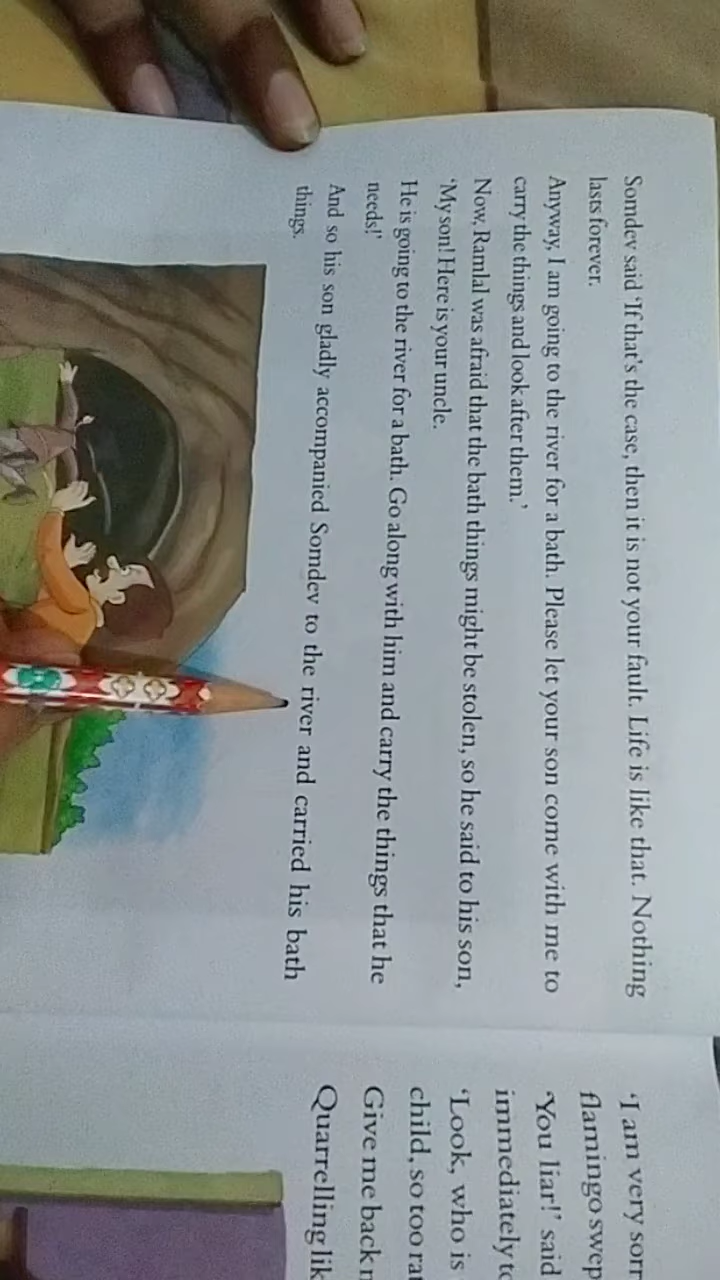 Somdev said 'If that's the case, then it is not your fault. Life is like that. Nothing
lasts forever.
Anyway, I am going to the river for a bath. Please let your son come with me to
carry the things and look after them.'
Now, Ramlal was afraid that the bath things might be stolen, so he said to his son,
'My son! Here is your uncle.
He is going to the river for a bath. Go along with him and carry the things that he
needs!'
And so his son gladly accompanied Somdev to the river and carried his bath
things.
'I am very
flamingo
'You liar!' said
immediately
'Look, who is
child, so too
Give me back
Quarrelling